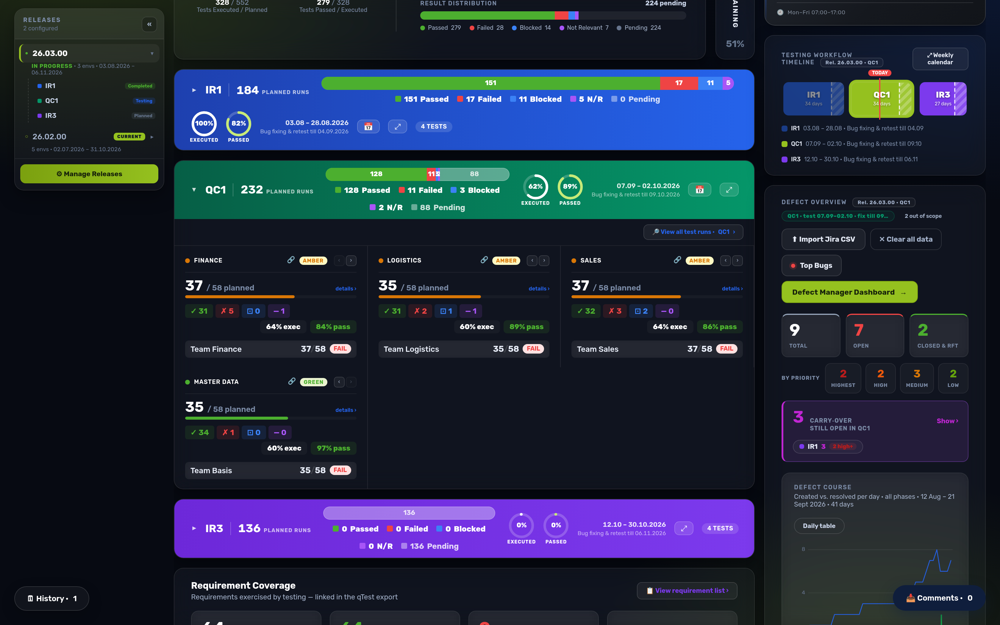 RELEASES
2 configured
«
26.03.00
IN PROGRESS • 3 envs • 03.08.2026 –
06.11.2026
IR1 Completed
QC1 Testing
IR3 Planned
26.02.00 CURRENT
5 envs • 02.07.2026 – 31.10.2026
⚙ Manage Releases
History • 1
328 / 552
Tests Executed / Planned
279 / 328
Tests Passed / Executed
RESULT DISTRIBUTION 224 pending
Passed 279 Failed 28 Blocked 14 Not Relevant 7 Pending 224
AINING
51%
IR1 184 PLANNED RUNS
151 17 11 5
151 Passed 17 Failed 11 Blocked 5 N/R 0 Pending
100% EXECUTED
82% PASSED
03.08 – 28.08.2026
Bug fixing & retest till 04.09.2026
4 TESTS
QC1 232 PLANNED RUNS
128 11 3 2 88
128 Passed 11 Failed 3 Blocked
2 N/R 88 Pending
62% EXECUTED
89% PASSED
07.09 – 02.10.2026
Bug fixing & retest till 09.10.2026
View all test runs • QC1 ›
FINANCE AMBER ‹ ›
37 / 58 planned details ›
✓ 31 ✗ 5 ⊡ 0 — 1
64% exec 84% pass
Team Finance 37/58 FAIL
LOGISTICS AMBER ‹ ›
35 / 58 planned details ›
✓ 31 ✗ 2 ⊡ 1 — 1
60% exec 89% pass
Team Logistics 35/58 FAIL
SALES AMBER ‹ ›
37 / 58 planned details ›
✓ 32 ✗ 3 ⊡ 2 — 0
64% exec 86% pass
Team Sales 37/58 FAIL
MASTER DATA GREEN ‹ ›
35 / 58 planned details ›
✓ 34 ✗ 1 ⊡ 0 — 0
60% exec 97% pass
Team Basis 35/58 FAIL
IR3 136 PLANNED RUNS
136
0 Passed 0 Failed 0 Blocked
0 N/R 136 Pending
0% EXECUTED
0% PASSED
12.10 – 30.10.2026
Bug fixing & retest till 06.11.2026
4 TESTS
Requirement Coverage
Requirements exercised by testing — linked in the qTest export
View requirement list ›
Mon–Fri 07:00–17:00
TESTING WORKFLOW
TIMELINE Rel. 26.03.00 • QC1
Weekly
calendar
TODAY
IR1
34 days
QC1
34 days
IR3
27 days
IR1 03.08 – 28.08 • Bug fixing & retest till 04.09
QC1 07.09 – 02.10 • Bug fixing & retest till 09.10
IR3 12.10 – 30.10 • Bug fixing & retest till 06.11
DEFECT OVERVIEW Rel. 26.03.00 • QC1
QC1 • test 07.09–02.10 • fix till 09… 2 out of scope
⬆ Import Jira CSV ✕ Clear all data
Top Bugs
Defect Manager Dashboard →
9
TOTAL
7
OPEN
2
CLOSED & RFT
BY PRIORITY
2
HIGHEST
2
HIGH
3
MEDIUM
2
LOW
3 CARRY-OVER
STILL OPEN IN QC1
Show ›
IR1 3 2 high+
DEFECT COURSE
Created vs. resolved per day • all phases • 12 Aug – 21
Sept 2026 • 41 days
Daily table
8
4
Comments • 0